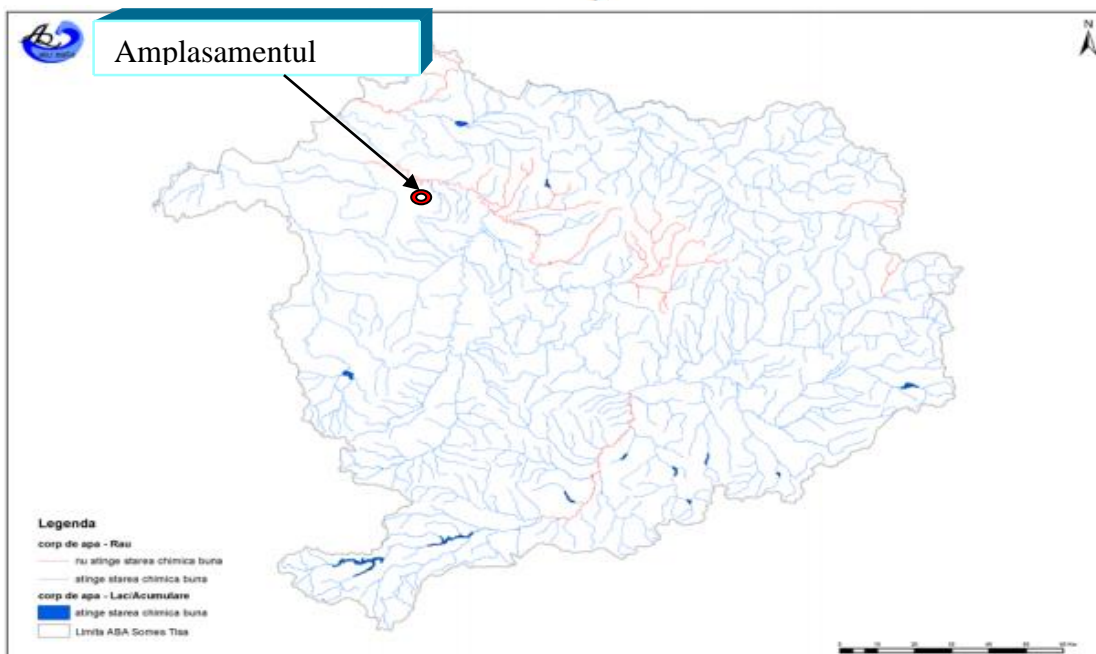 Amplasamentul
N
Legenda
corp de apa - Rau
nu atinge starea chimica buna
atinge starea chimica buna
corp de apa - Lac/Acumulare
atinge starea chimica buna
Limita ABA Somes Tisa